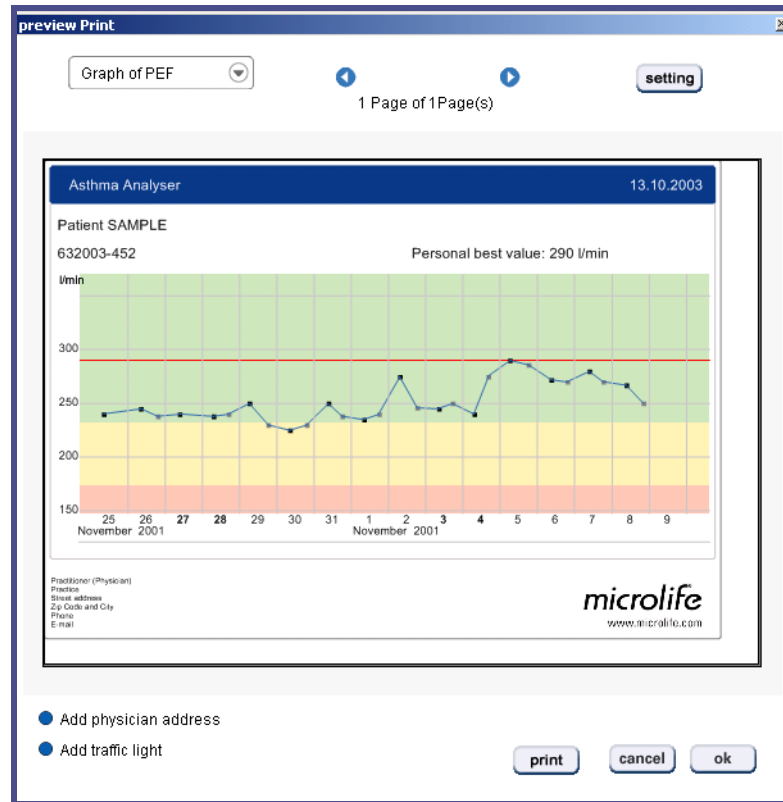 preview Print
Graph of PEF
setting
1 Page of 1Page(s)
Asthma Analyser 13.10.2003
Patient SAMPLE
632003-452 Personal best value: 290 l/min
l/min
300
250
200
150
25 26 27 28 29 30 31 1 2 3 4 5 6 7 8 9
November 2001 November 2001
Practitioner (Physician)
Practice
Street address
Zip Code and City
Phone
E-mail
microlife
www.microlife.com
Add physician address
Add traffic light
print cancel ok